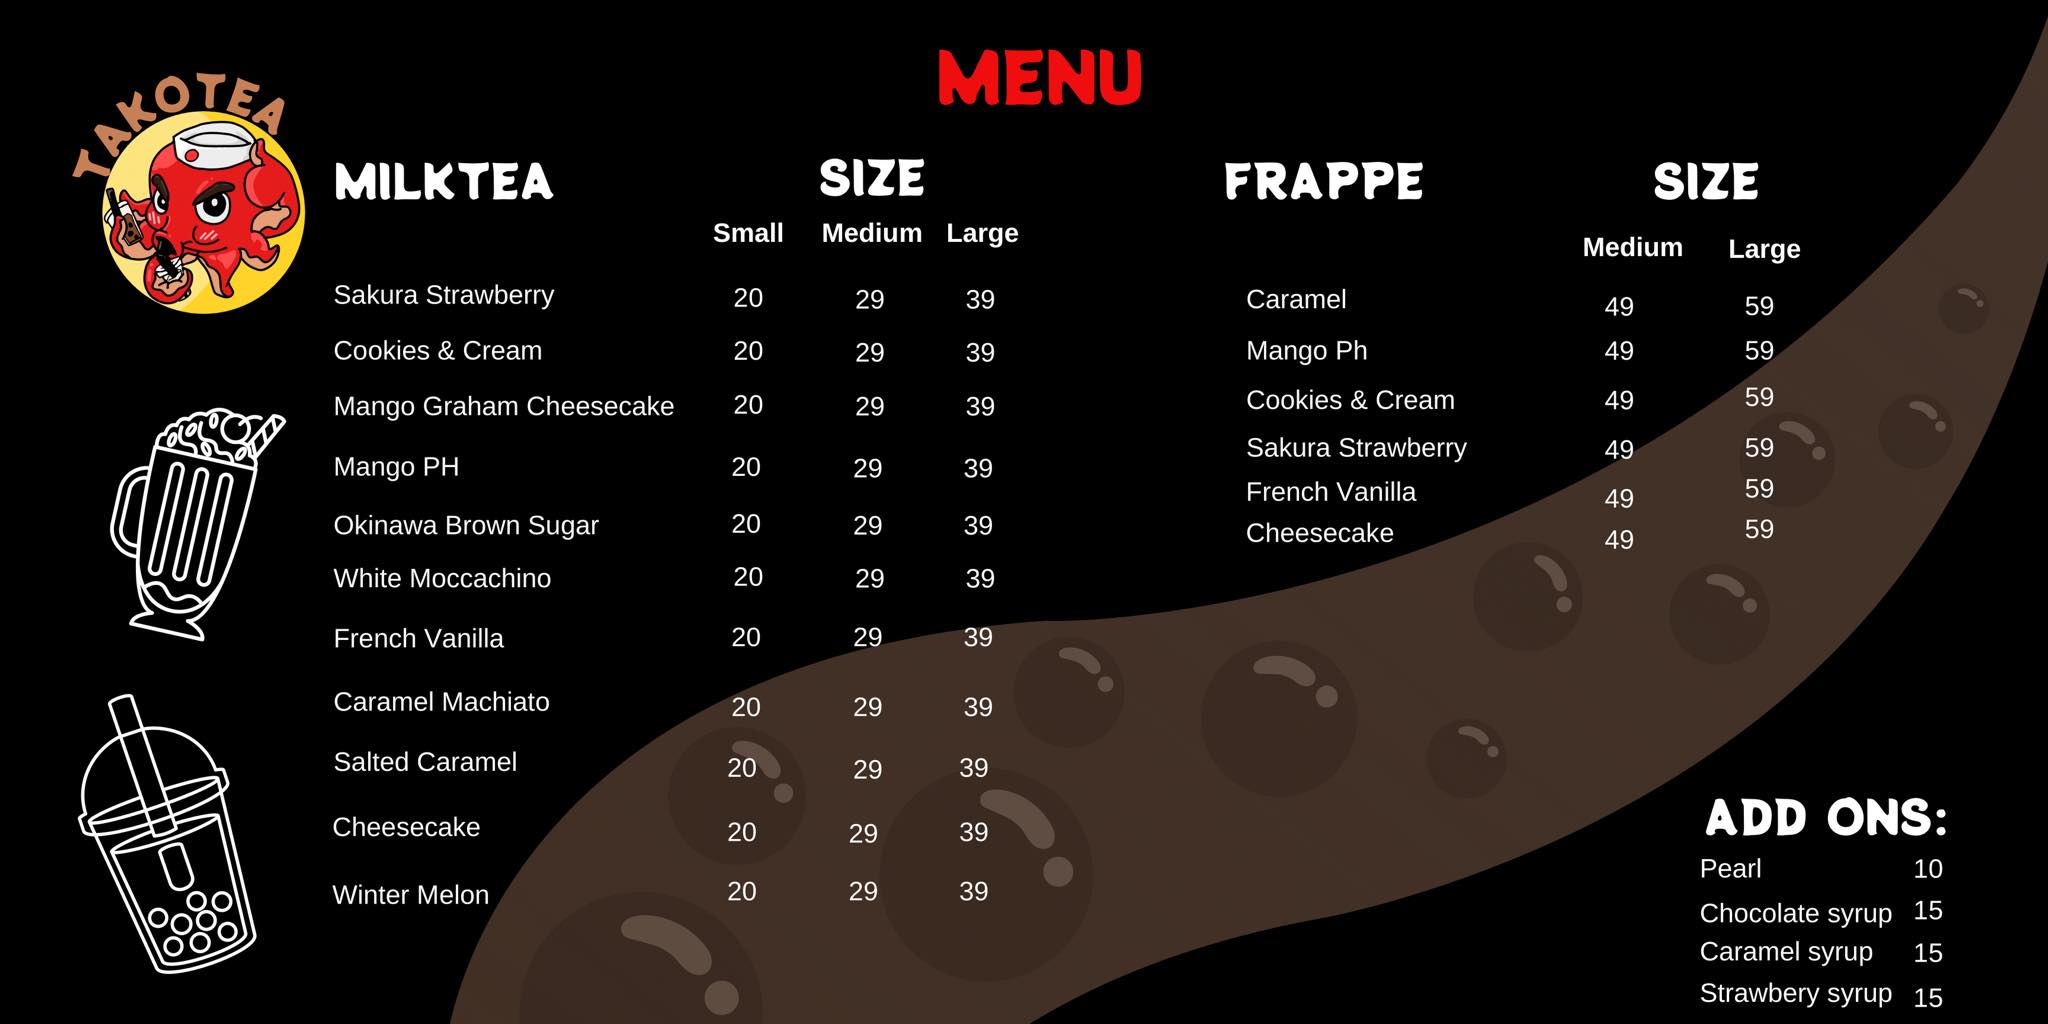 MENU
TAKOTEA
MILKTEA SIZE
Small Medium Large
Sakura Strawberry 20 29 39
Cookies & Cream 20 29 39
Mango Graham Cheesecake 20 29 39
Mango PH 20 29 39
Okinawa Brown Sugar 20 29 39
White Moccachino 20 29 39
French Vanilla 20 29 39
Caramel Machiato 20 29 39
Salted Caramel 20 29 39
Cheesecake 20 29 39
Winter Melon 20 29 39
FRAPPE SIZE
Medium Large
Caramel 49 59
Mango Ph 49 59
Cookies & Cream 49 59
Sakura Strawberry 49 59
French Vanilla 49 59
Cheesecake 49 59
ADD ONS:
Pearl 10
Chocolate syrup 15
Caramel syrup 15
Strawbery syrup 15